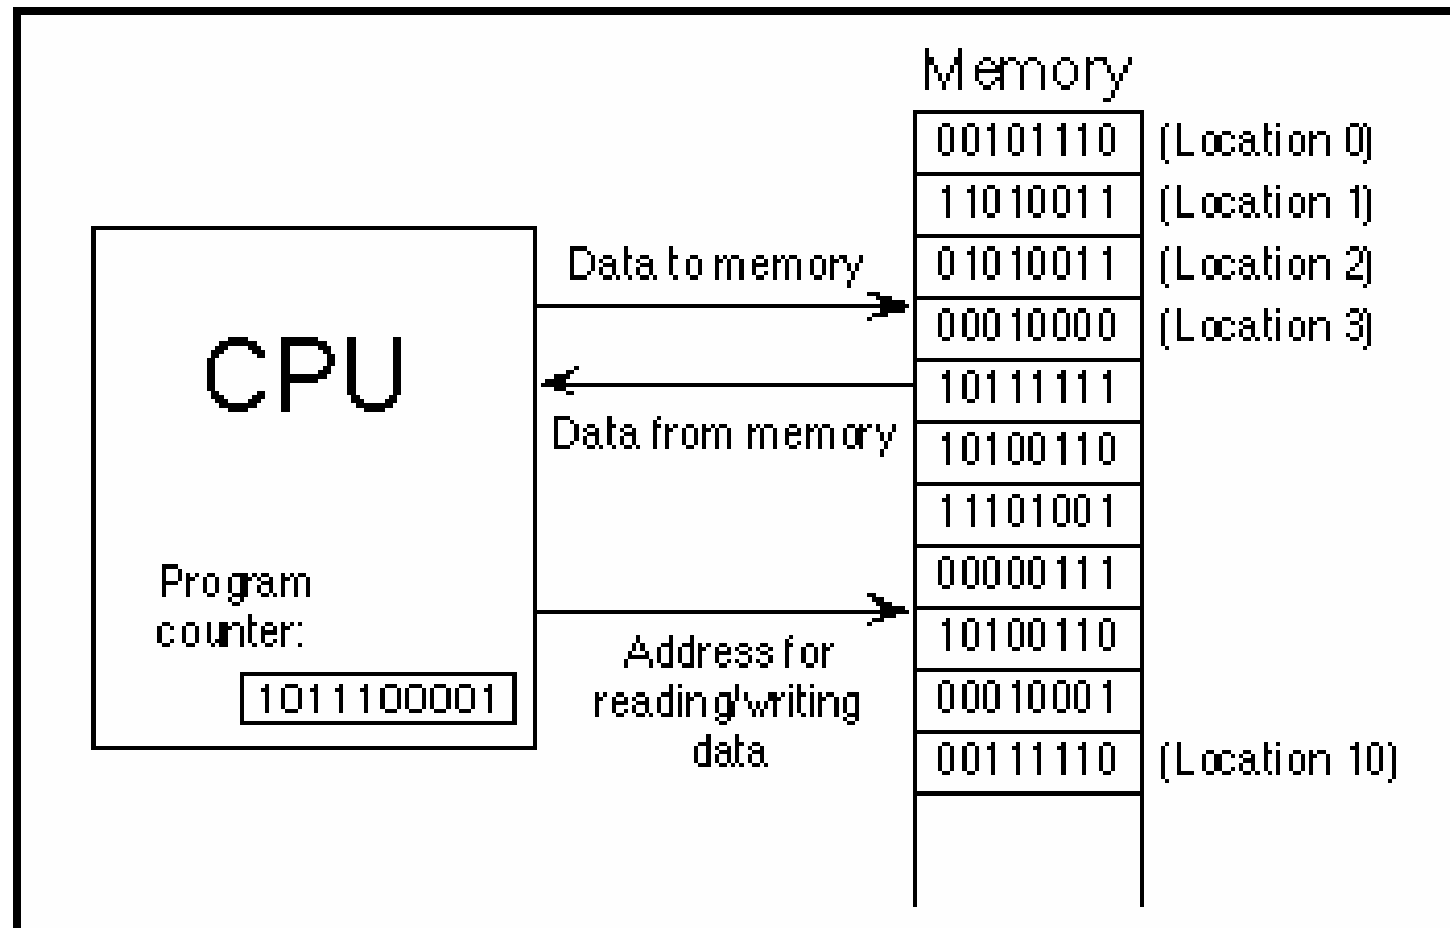 Memory
00101110 (Location 0)
11010011 (Location 1)
01010011 (Location 2)
00010000 (Location 3)
10111111
10100110
11101001
00000111
10100110
00010001
00111110 (Location 10)
Data to memory
CPU
Data from memory
Program
counter:
1011100001
Address for
reading/writing
data